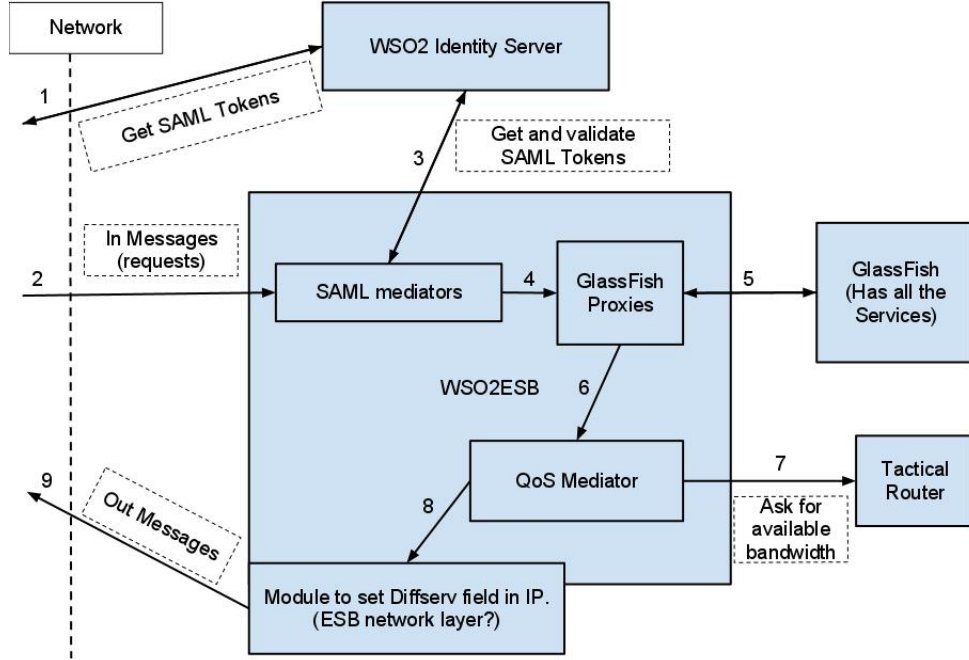 Network
WSO2 Identity Server
1
Get SAML Tokens
3
Get and validate
SAML Tokens
In Messages
(requests)
2
SAML mediators
4
GlassFish
Proxies
5
GlassFish
(Has all the
Services)
WSO2ESB
6
9
Out Messages
8
QoS Mediator
7
Tactical
Router
Ask for
available
bandwidth
Module to set Diffserv field in IP.
(ESB network layer?)